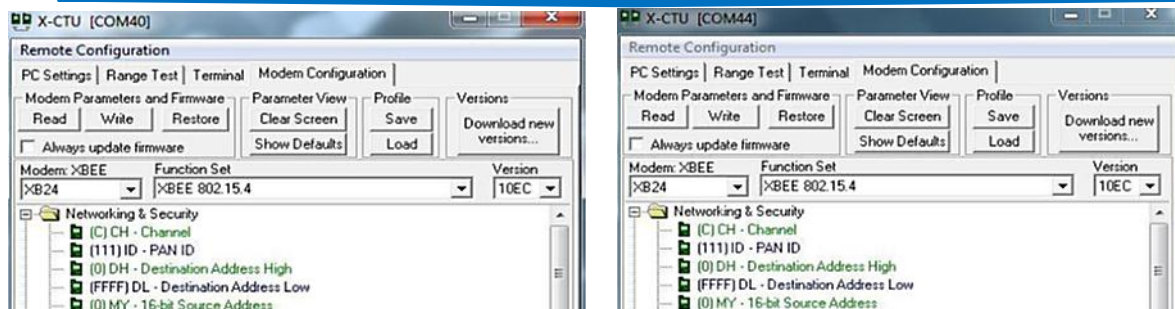 X-CTU [COM40]
Remote Configuration
PC Settings | Range Test | Terminal Modem Configuration
Modem Parameters and Firmware Parameter View Profile Versions
Read Write Restore Clear Screen Save Download new versions...
Always update firmware Show Defaults Load
Modem: XBEE Function Set Version
XB24 XBEE 802.15.4 10EC
Networking & Security
(C) CH - Channel
(111) ID - PAN ID
(0) DH - Destination Address High
(FFFF) DL - Destination Address Low
(0) MY - 16-bit Source Address
X-CTU [COM44]
Remote Configuration
PC Settings | Range Test | Terminal Modem Configuration
Modem Parameters and Firmware Parameter View Profile Versions
Read Write Restore Clear Screen Save Download new versions...
Always update firmware Show Defaults Load
Modem: XBEE Function Set Version
XB24 XBEE 802.15.4 10EC
Networking & Security
(C) CH - Channel
(111) ID - PAN ID
(0) DH - Destination Address High
(FFFF) DL - Destination Address Low
(0) MY - 16-bit Source Address